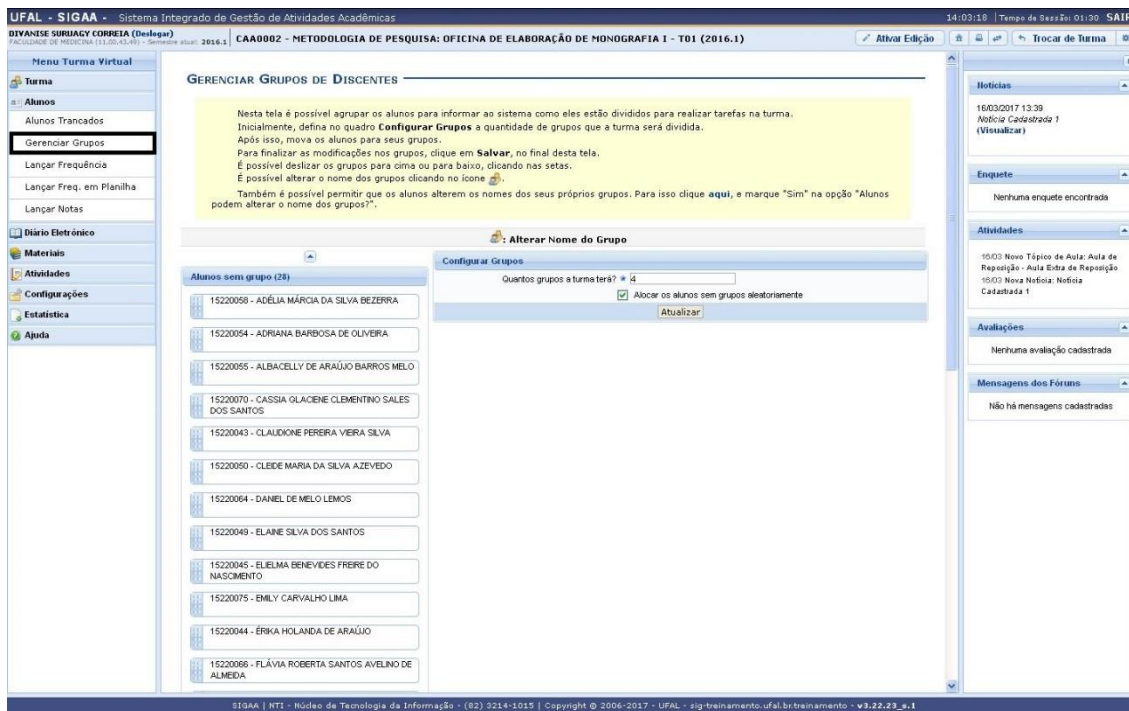 UFAL - SIGAA - Sistema Integrado de Gestão de Atividades Acadêmicas
14:03:18 | Tempo de Sessão: 01:30 SAIR
DIVANISE SURUAGY CORREIA (Deslogar)
FACULDADE DE MEDICINA (11.00.43.49) - Semestre atual: 2016.1
CAA0002 - METODOLOGIA DE PESQUISA: OFICINA DE ELABORAÇÃO DE MONOGRAFIA I - T01 (2016.1)
Ativar Edição
Trocar de Turma
Menu Turma Virtual
Turma
Alunos
Alunos Trancados
Gerenciar Grupos
Lançar Frequência
Lançar Freq. em Planilha
Lançar Notas
Diário Eletrônico
Materiais
Atividades
Configurações
Estatística
Ajuda
GERENCIAR GRUPOS DE DISCENTES
Nesta tela é possível agrupar os alunos para informar ao sistema como eles estão divididos para realizar tarefas na turma.
Inicialmente, defina no quadro Configurar Grupos a quantidade de grupos que a turma será dividida.
Após isso, mova os alunos para seus grupos.
Para finalizar as modificações nos grupos, clique em Salvar, no final desta tela.
É possível deslizar os grupos para cima ou para baixo, clicando nas setas.
É possível alterar o nome dos grupos clicando no ícone .
Também é possível permitir que os alunos alterem os nomes dos seus próprios grupos. Para isso clique aqui, e marque "Sim" na opção "Alunos
podem alterar o nome dos grupos?".
: Alterar Nome do Grupo
Alunos sem grupo (28)
15220058 - ADÉLIA MÁRCIA DA SILVA BEZERRA
15220054 - ADRIANA BARBOSA DE OLIVEIRA
15220055 - ALBACELLY DE ARAÚJO BARROS MELO
15220070 - CASSIA GLACIENE CLEMENTINO SALES
DOS SANTOS
15220043 - CLAUDIONE PEREIRA VIEIRA SILVA
15220050 - CLEIDE MARIA DA SILVA AZEVEDO
15220064 - DANIEL DE MELO LEMOS
15220049 - ELAINE SILVA DOS SANTOS
15220045 - ELIELMA BENEVIDES FREIRE DO
NASCIMENTO
15220075 - EMILY CARVALHO LIMA
15220044 - ÉRIKA HOLANDA DE ARAÚJO
15220066 - FLÁVIA ROBERTA SANTOS AVELINO DE
ALMEIDA
Configurar Grupos
Quantos grupos a turma terá? 4
Alocar os alunos sem grupos aleatoriamente
Atualizar
Notícias
16/03/2017 13:39
Notícia Cadastrada 1
(Visualizar)
Enquete
Nenhuma enquete encontrada
Atividades
16/03 Novo Tópico de Aula: Aula de
Reposição - Aula Extra de Reposição
16/03 Nova Notícia: Notícia
Cadastrada 1
Avaliações
Nenhuma avaliação cadastrada
Mensagens dos Fóruns
Não há mensagens cadastradas
SIGAA | NTI - Núcleo de Tecnologia da Informação - (82) 3214-1015 | Copyright © 2006-2017 - UFAL - sig-treinamento.ufal.br.treinamento - v3.22.23_s.1